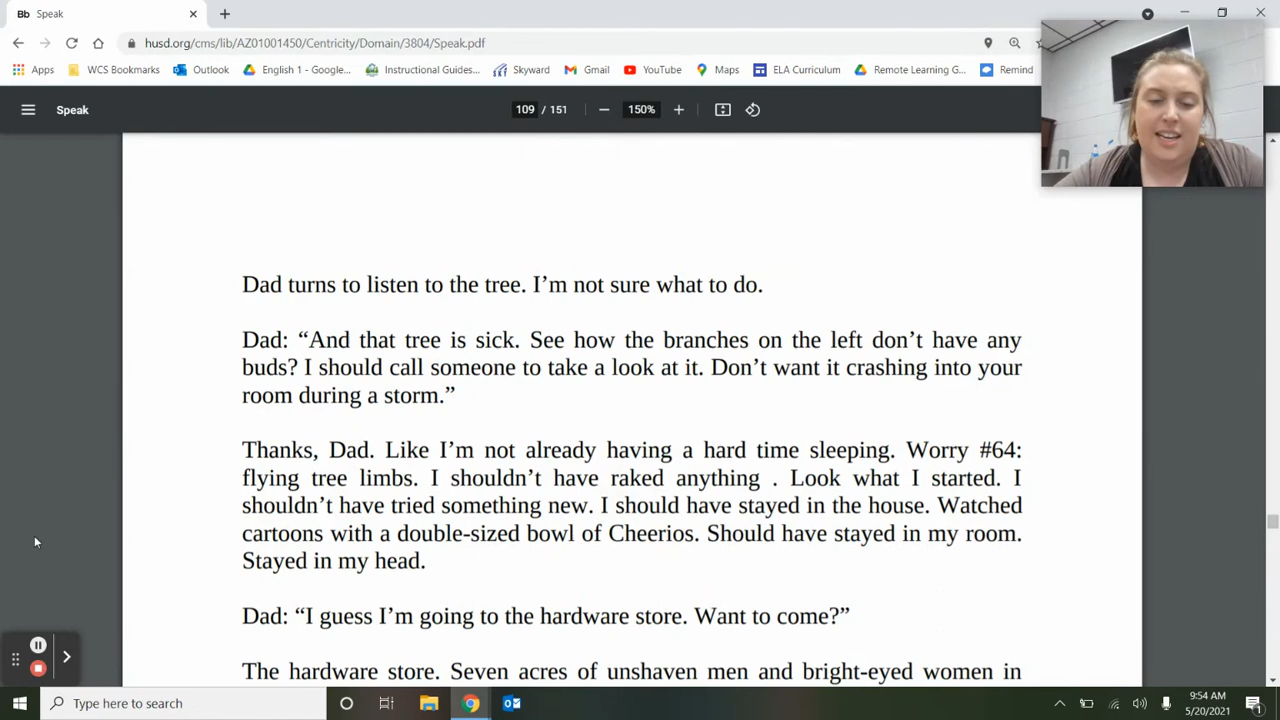 Bb Speak
husd.org/cms/lib/AZ01001450/Centricity/Domain/3804/Speak.pdf
Apps WCS Bookmarks Outlook English 1 - Google... Instructional Guides... Skyward Gmail YouTube Maps ELA Curriculum Remote Learning G... Remind
Speak 109 / 151 150%
Dad turns to listen to the tree. I’m not sure what to do.
Dad: “And that tree is sick. See how the branches on the left don’t have any
buds? I should call someone to take a look at it. Don’t want it crashing into your
room during a storm.”
Thanks, Dad. Like I’m not already having a hard time sleeping. Worry #64:
flying tree limbs. I shouldn’t have raked anything . Look what I started. I
shouldn’t have tried something new. I should have stayed in the house. Watched
cartoons with a double-sized bowl of Cheerios. Should have stayed in my room.
Stayed in my head.
Dad: “I guess I’m going to the hardware store. Want to come?”
The hardware store. Seven acres of unshaven men and bright-eyed women in
Type here to search
9:54 AM
5/20/2021
1